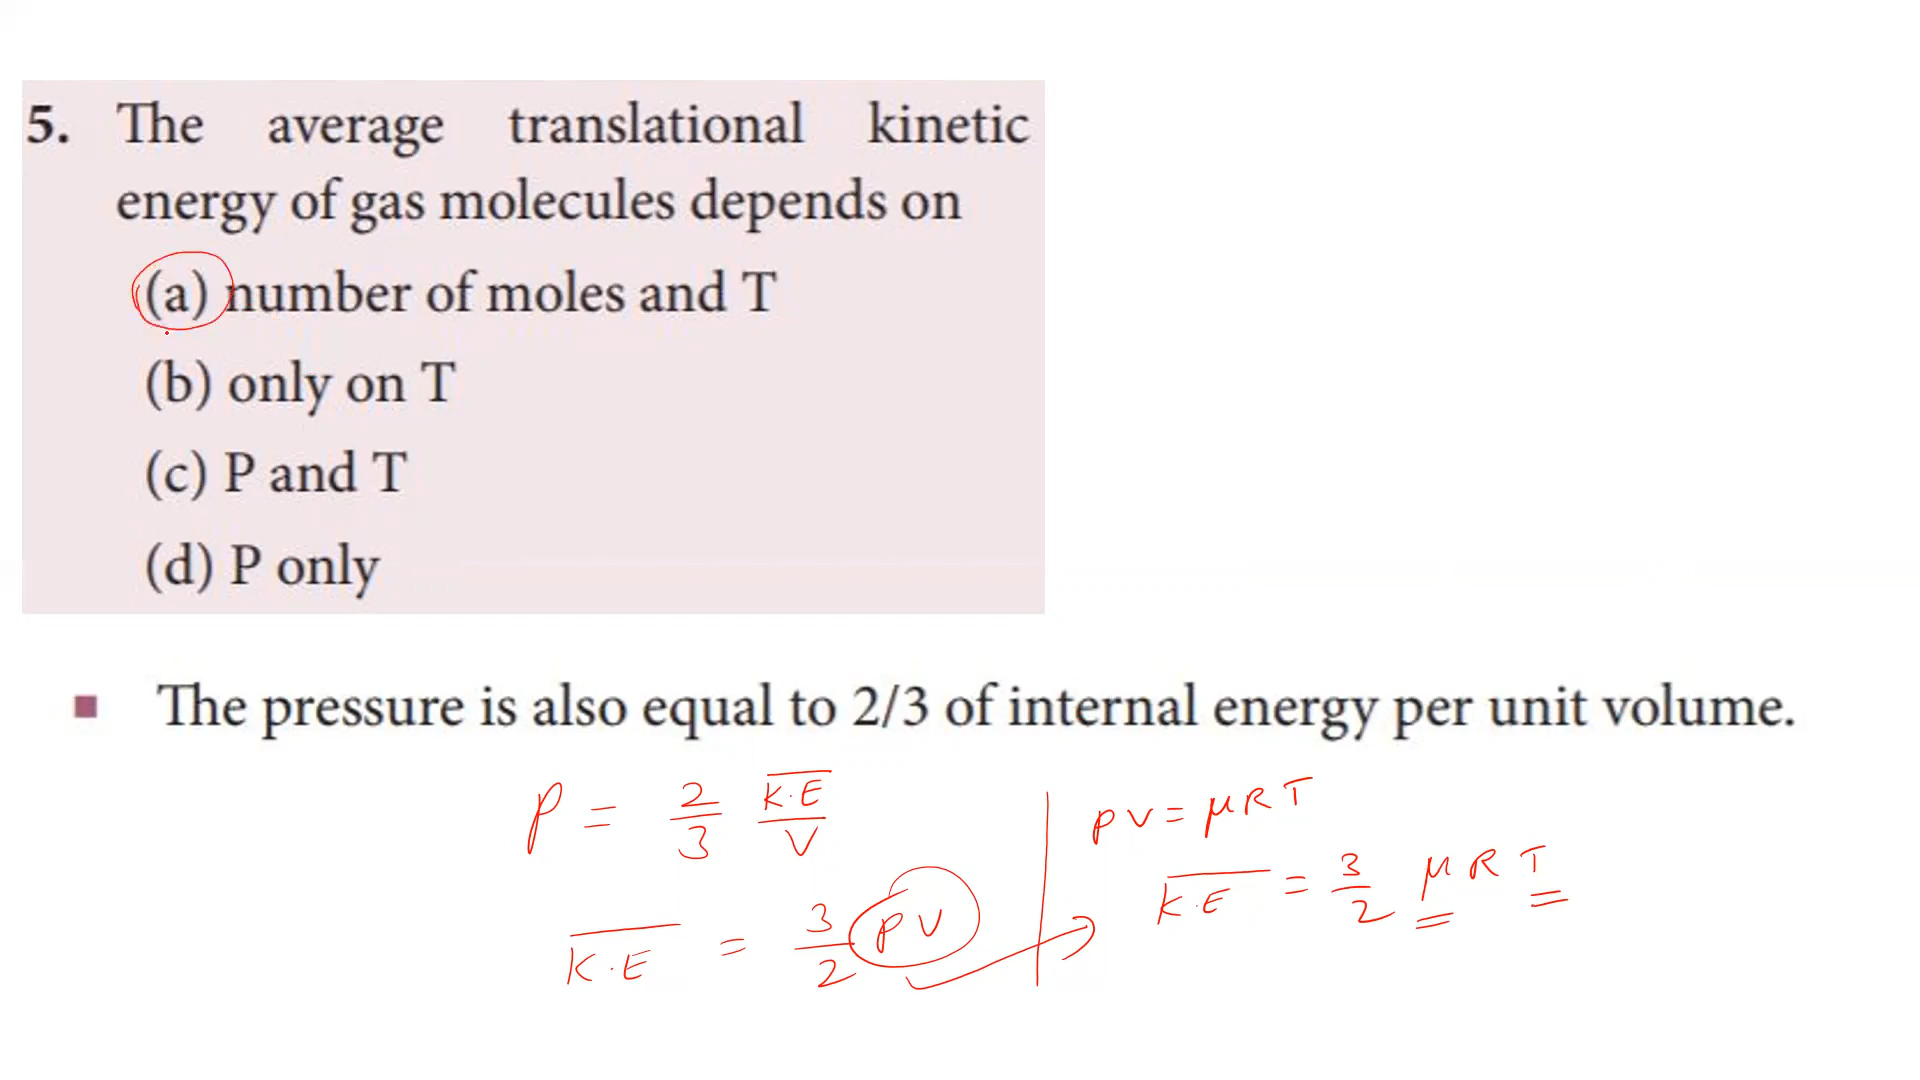 5. The average translational kinetic
energy of gas molecules depends on
(a) number of moles and T
(b) only on T
(c) P and T
(d) P only
■ The pressure is also equal to 2/3 of internal energy per unit volume.
P = 2/3 K.E/V
K.E = 3/2 PV
PV = μRT
K.E = 3/2 μRT